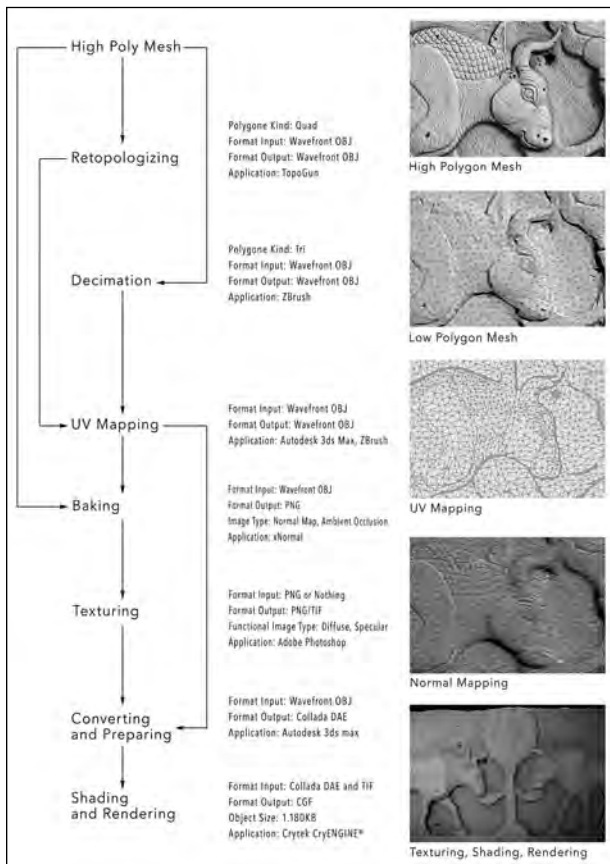 High Poly Mesh
High Polygon Mesh
Retopologizing
Polygone Kind: Quad
Format Input: Wavefront OBJ
Format Output: Wavefront OBJ
Application: TopoGun
Decimation
Polygone Kind: Tri
Format Input: Wavefront OBJ
Format Output: Wavefront OBJ
Application: ZBrush
Low Polygon Mesh
UV Mapping
Format Input: Wavefront OBJ
Format Output: Wavefront OBJ
Application: Autodesk 3ds Max, ZBrush
UV Mapping
Baking
Format Input: Wavefront OBJ
Format Output: PNG
Image Type: Normal Map, Ambient Occlusion
Application: xNormal
Texturing
Format Input: PNG or Nothing
Format Output: PNG/TiF
Functional Image Type: Diffuse, Specular
Application: Adobe Photoshop
Normal Mapping
Converting
and Preparing
Format Input: Wavefront OBJ
Format Output: Collada DAE
Application: Autodesk 3ds max
Shading
and Rendering
Format Input: Collada DAE and TiF
Format Output: CGF
Object Size: 1.180KB
Application: Crytek CryENGINE®
Texturing, Shading, Rendering